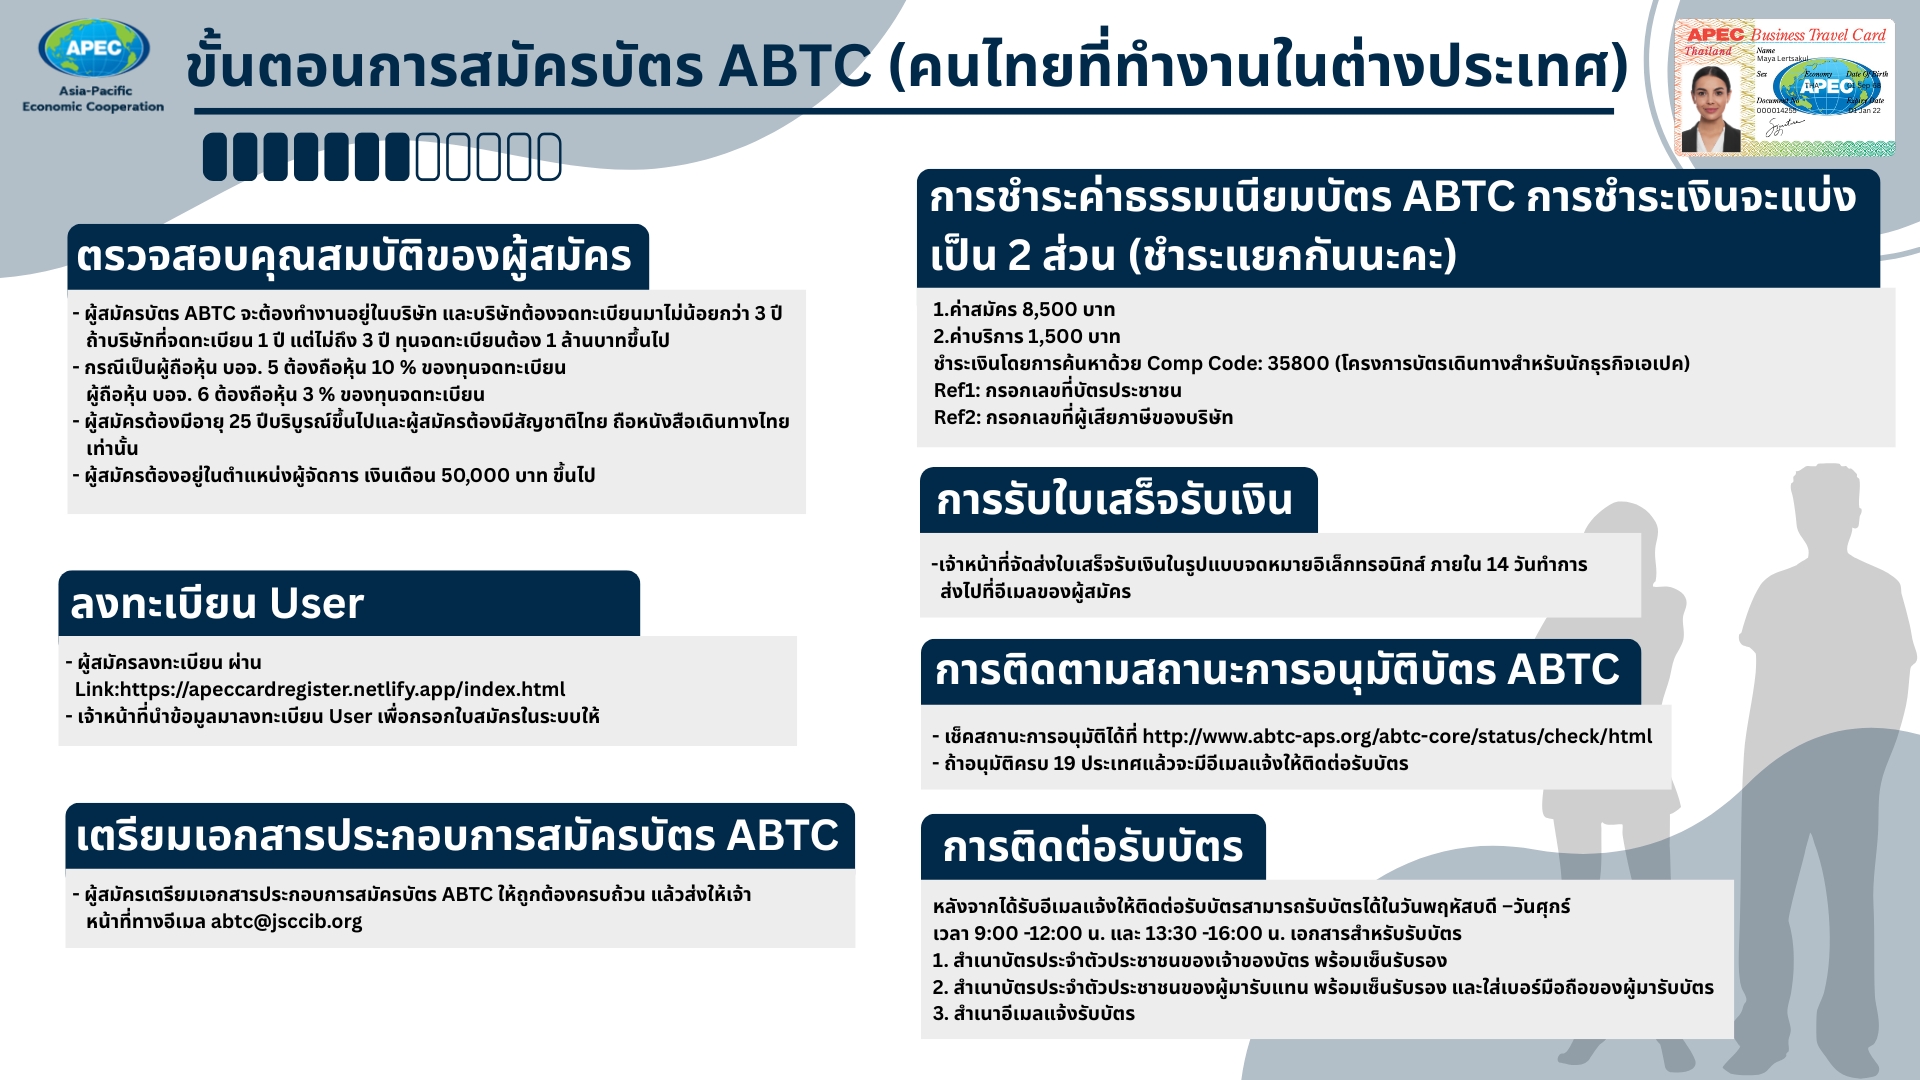 APEC
Asia-Pacific
Economic Cooperation
ขั้นตอนการสมัครบัตร ABTC (คนไทยที่ทำงานในต่างประเทศ)
APEC Business Travel Card
Thailand
Name
Maya Lertsakul
Sex Economy Date Of Birth
THA
Document No Expiry Date
APEC
01 Jan 22
ตรวจสอบคุณสมบัติของผู้สมัคร
- ผู้สมัครบัตร ABTC จะต้องทำงานอยู่ในบริษัท และบริษัทต้องจดทะเบียนมาไม่น้อยกว่า 3 ปี
ถ้าบริษัทที่จดทะเบียน 1 ปี แต่ไม่ถึง 3 ปี ทุนจดทะเบียนต้อง 1 ล้านบาทขึ้นไป
- กรณีเป็นผู้ถือหุ้น บอจ. 5 ต้องถือหุ้น 10 % ของทุนจดทะเบียน
ผู้ถือหุ้น บอจ. 6 ต้องถือหุ้น 3 % ของทุนจดทะเบียน
- ผู้สมัครต้องมีอายุ 25 ปีบริบูรณ์ขึ้นไปและผู้สมัครต้องมีสัญชาติไทย ถือหนังสือเดินทางไทย
เท่านั้น
- ผู้สมัครต้องอยู่ในตำแหน่งผู้จัดการ เงินเดือน 50,000 บาท ขึ้นไป
ลงทะเบียน User
- ผู้สมัครลงทะเบียน ผ่าน
Link:https://apeccardregister.netlify.app/index.html
- เจ้าหน้าที่นำข้อมูลมาลงทะเบียน User เพื่อกรอกใบสมัครในระบบให้
เตรียมเอกสารประกอบการสมัครบัตร ABTC
- ผู้สมัครเตรียมเอกสารประกอบการสมัครบัตร ABTC ให้ถูกต้องครบถ้วน แล้วส่งให้เจ้า
หน้าที่ทางอีเมล abtc@jsccib.org
การชำระค่าธรรมเนียมบัตร ABTC การชำระเงินจะแบ่ง
เป็น 2 ส่วน (ชำระแยกกันนะคะ)
1.ค่าสมัคร 8,500 บาท
2.ค่าบริการ 1,500 บาท
ชำระเงินโดยการค้นหาด้วย Comp Code: 35800 (โครงการบัตรเดินทางสำหรับนักธุรกิจเอเปค)
Ref1: กรอกเลขที่บัตรประชาชน
Ref2: กรอกเลขที่ผู้เสียภาษีของบริษัท
การรับใบเสร็จรับเงิน
-เจ้าหน้าที่จัดส่งใบเสร็จรับเงินในรูปแบบจดหมายอิเล็กทรอนิกส์ ภายใน 14 วันทำการ
ส่งไปที่อีเมลของผู้สมัคร
การติดตามสถานะการอนุมัติบัตร ABTC
- เช็คสถานะการอนุมัติได้ที่ http://www.abtc-aps.org/abtc-core/status/check/html
- ถ้าอนุมัติครบ 19 ประเทศแล้วจะมีอีเมลแจ้งให้ติดต่อรับบัตร
การติดต่อรับบัตร
หลังจากได้รับอีเมลแจ้งให้ติดต่อรับบัตรสามารถรับบัตรได้ในวันพฤหัสบดี –วันศุกร์
เวลา 9:00 -12:00 น. และ 13:30 -16:00 น. เอกสารสำหรับรับบัตร
1. สำเนาบัตรประจำตัวประชาชนของเจ้าของบัตร พร้อมเซ็นรับรอง
2. สำเนาบัตรประจำตัวประชาชนของผู้มารับแทน พร้อมเซ็นรับรอง และใส่เบอร์มือถือของผู้มารับบัตร
3. สำเนาอีเมลแจ้งรับบัตร